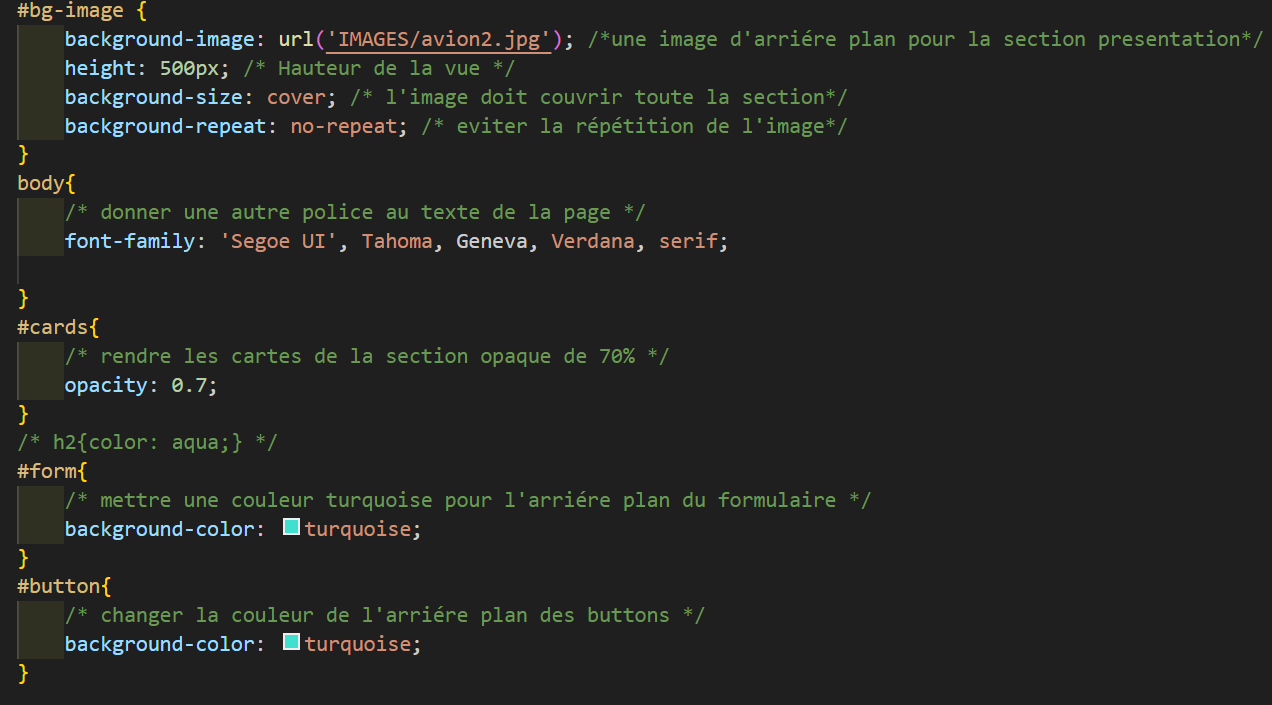 #bg-image {
background-image: url('IMAGES/avion2.jpg'); /*une image d'arriére plan pour la section presentation*/
height: 500px; /* Hauteur de la vue */
background-size: cover; /* l'image doit couvrir toute la section*/
background-repeat: no-repeat; /* eviter la répétition de l'image*/
}
body{
/* donner une autre police au texte de la page */
font-family: 'Segoe UI', Tahoma, Geneva, Verdana, serif;
}
#cards{
/* rendre les cartes de la section opaque de 70% */
opacity: 0.7;
}
/* h2{color: aqua;} */
#form{
/* mettre une couleur turquoise pour l'arriére plan du formulaire */
background-color: turquoise;
}
#button{
/* changer la couleur de l'arriére plan des buttons */
background-color: turquoise;
}